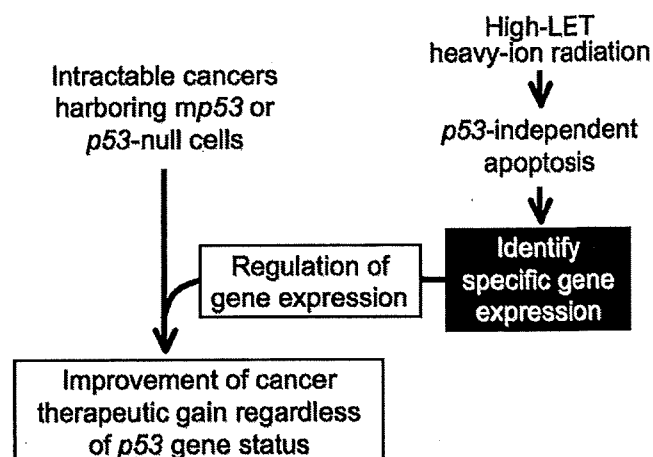 High-LET
heavy-ion radiation
Intractable cancers
harboring mp53 or
p53-null cells
p53-independent
apoptosis
Identify
specific gene
expression
Regulation of
gene expression
Improvement of cancer
therapeutic gain regardless
of p53 gene status